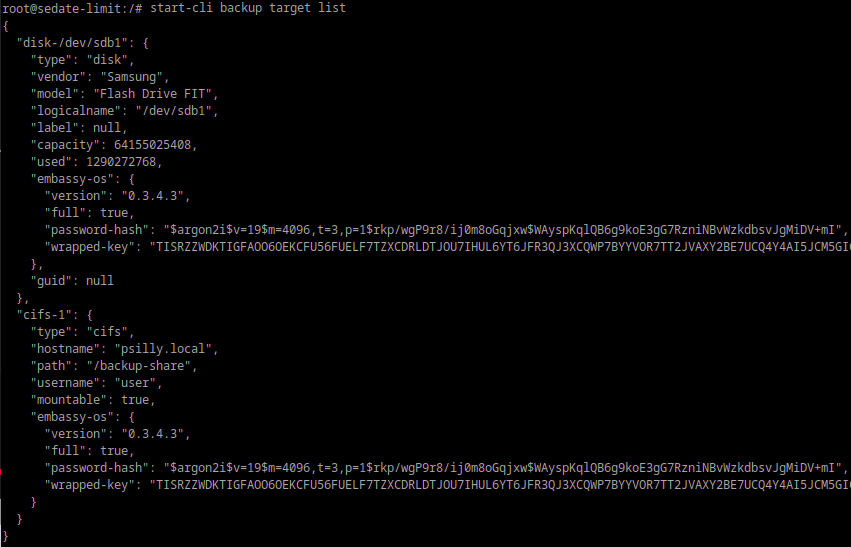 root@sedate-limit:/# start-cli backup target list
{
  "disk-/dev/sdb1": {
    "type": "disk",
    "vendor": "Samsung",
    "model": "Flash Drive FIT",
    "logicalname": "/dev/sdb1",
    "label": null,
    "capacity": 64155025408,
    "used": 1290272768,
    "embassy-os": {
      "version": "0.3.4.3",
      "full": true,
      "password-hash": "$argon2i$v=19$m=4096,t=3,p=1$rkp/wgP9r8/ij0m8oGqjxw$WAyspKqlQB6g9koE3gG7RzniNBvWzkdbsvJgMiDV+mI",
      "wrapped-key": "TISRZZWDKTIGFAOO6OEKCFU56FUELF7TZXCDRLDTJOU7IHUL6YT6JFR3QJ3XCQWP7BYYVOR7TT2JVAXY2BE7UCQ4Y4AI5JCM5GI
    },
    "guid": null
  },
  "cifs-1": {
    "type": "cifs",
    "hostname": "psilly.local",
    "path": "/backup-share",
    "username": "user",
    "mountable": true,
    "embassy-os": {
      "version": "0.3.4.3",
      "full": true,
      "password-hash": "$argon2i$v=19$m=4096,t=3,p=1$rkp/wgP9r8/ij0m8oGqjxw$WAyspKqlQB6g9koE3gG7RzniNBvWzkdbsvJgMiDV+mI",
      "wrapped-key": "TISRZZWDKTIGFAOO6OEKCFU56FUELF7TZXCDRLDTJOU7IHUL6YT6JFR3QJ3XCQWP7BYYVOR7TT2JVAXY2BE7UCQ4Y4AI5JCM5GI
    }
  }
}